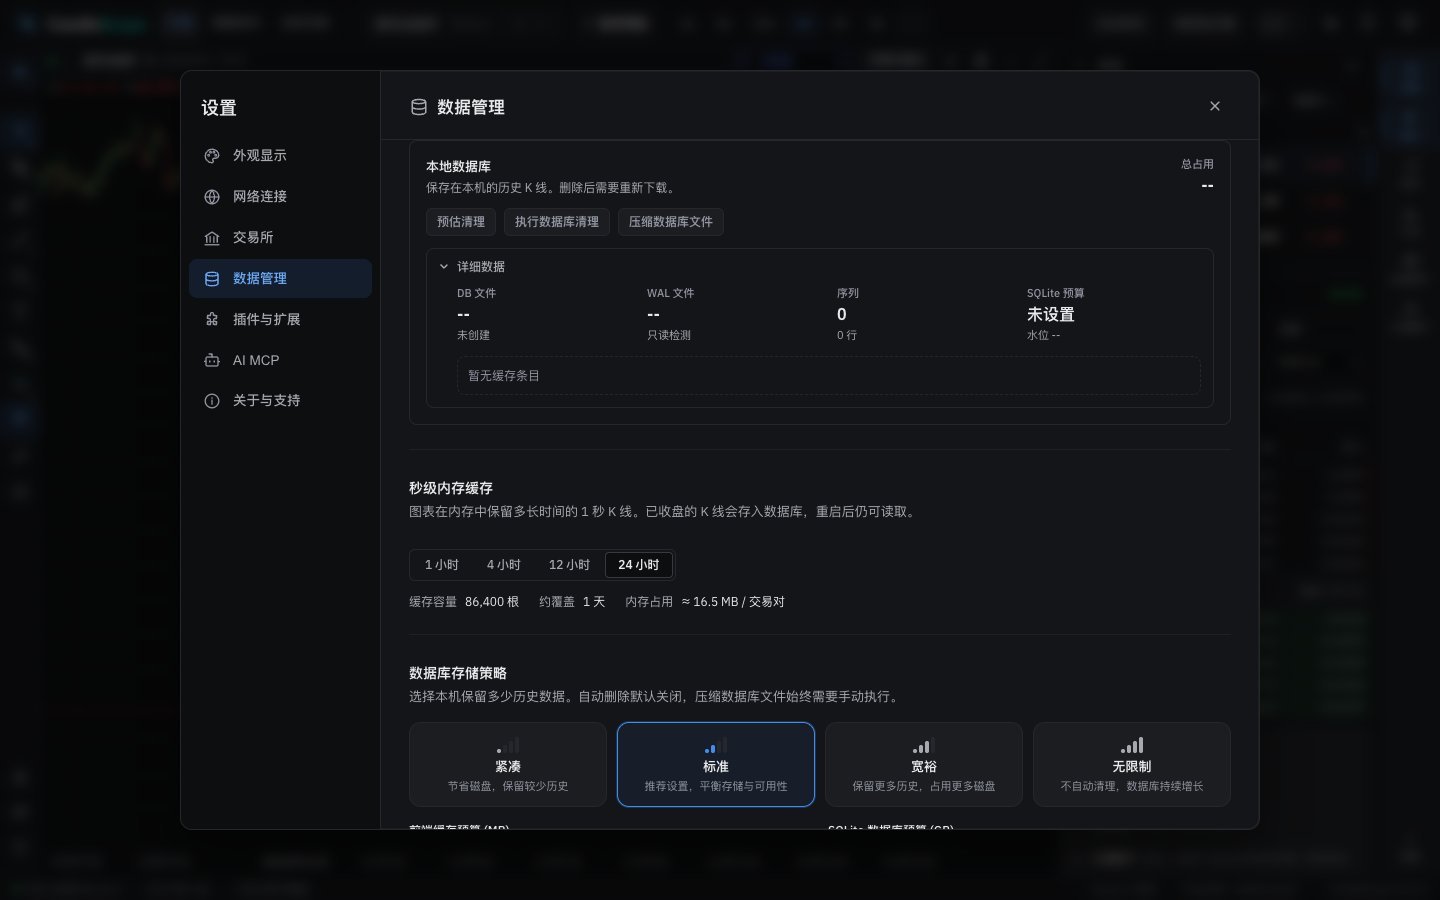 设置
外观显示
网络连接
交易所
数据管理
插件与扩展
AI MCP
关于与支持
数据管理
本地数据库
总占用
保存在本机的历史 K 线。删除后需要重新下载。
--
预估清理 执行数据库清理 压缩数据库文件
详细数据
DB 文件 WAL 文件 序列 SQLite 预算
-- -- 0 未设置
未创建 只读检测 0 行 水位 --
暂无缓存条目
秒级内存缓存
图表在内存中保留多长时间的 1 秒 K 线。已收盘的 K 线会存入数据库，重启后仍可读取。
1 小时 4 小时 12 小时 24 小时
缓存容量 86,400 根 约覆盖 1 天 内存占用 ≈ 16.5 MB / 交易对
数据库存储策略
选择本机保留多少历史数据。自动删除默认关闭，压缩数据库文件始终需要手动执行。
紧凑 标准 宽裕 无限制
节省磁盘，保留较少历史 推荐设置，平衡存储与可用性 保留更多历史，占用更多磁盘 不自动清理，数据库持续增长
前端缓存预算 (MB) SQLite 数据库预算 (GB)